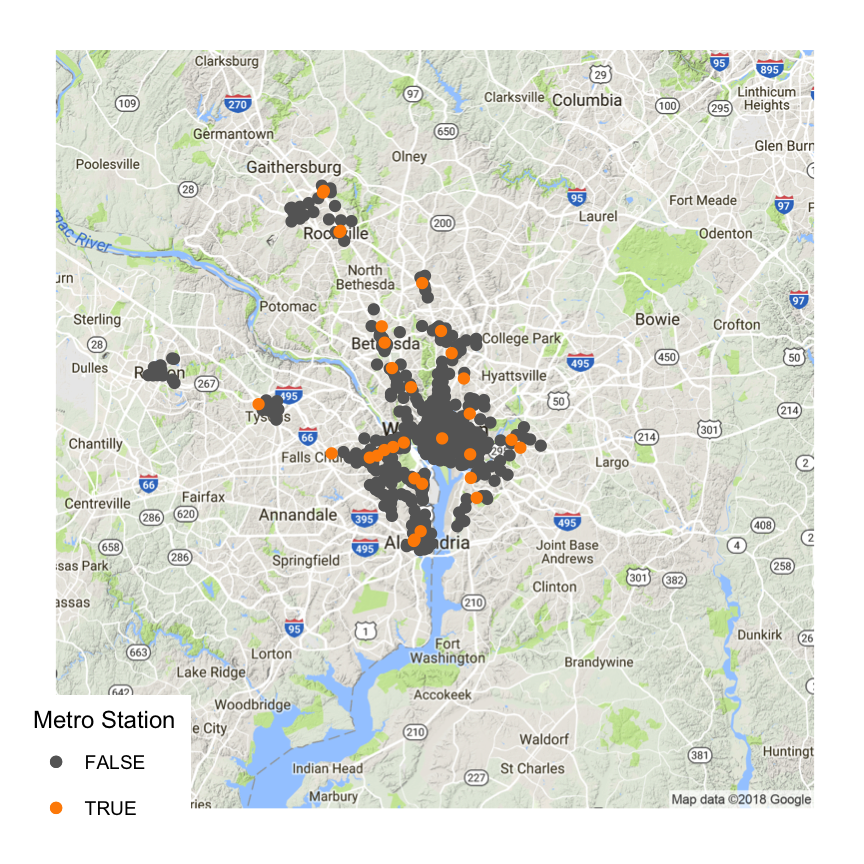 Clarksburg
95
895
29
Linthicum
Heights
270
97
Clarksville
Columbia
109
100
295
Germantown
650
Glen Burn
Poolesville
Gaithersburg
Olney
28
95
Fort Meade
97
Laurel
mac River
Rockville
200
Odenton
North
Bethesda
urn
Potomac
97
Sterling
Bowie
Crofton
28
Bethesda
College Park
Dulles
495
450
50
267
Hyattsville
495
50
214
Tysons
301
66
214
Chantilly
Falls Chur
295
Largo
2
66
Centreville
Fairfax
286
620
Annandale
395
495
408
658
495
Alexandria
Joint Base
Andrews
4
286
258
ssas Park
Springfield
301
382
Clinton
assas
210
95
1
Dunkirk
26
663
Lorton
Fort
Washington
Brandywine
Lake Ridge
642
Accokeek
Woodbridge
e City
210
Waldorf
381
Huntingt
Indian Head
St Charles
227
ries
Marbury
Map data ©2018 Google
Metro Station
FALSE
TRUE